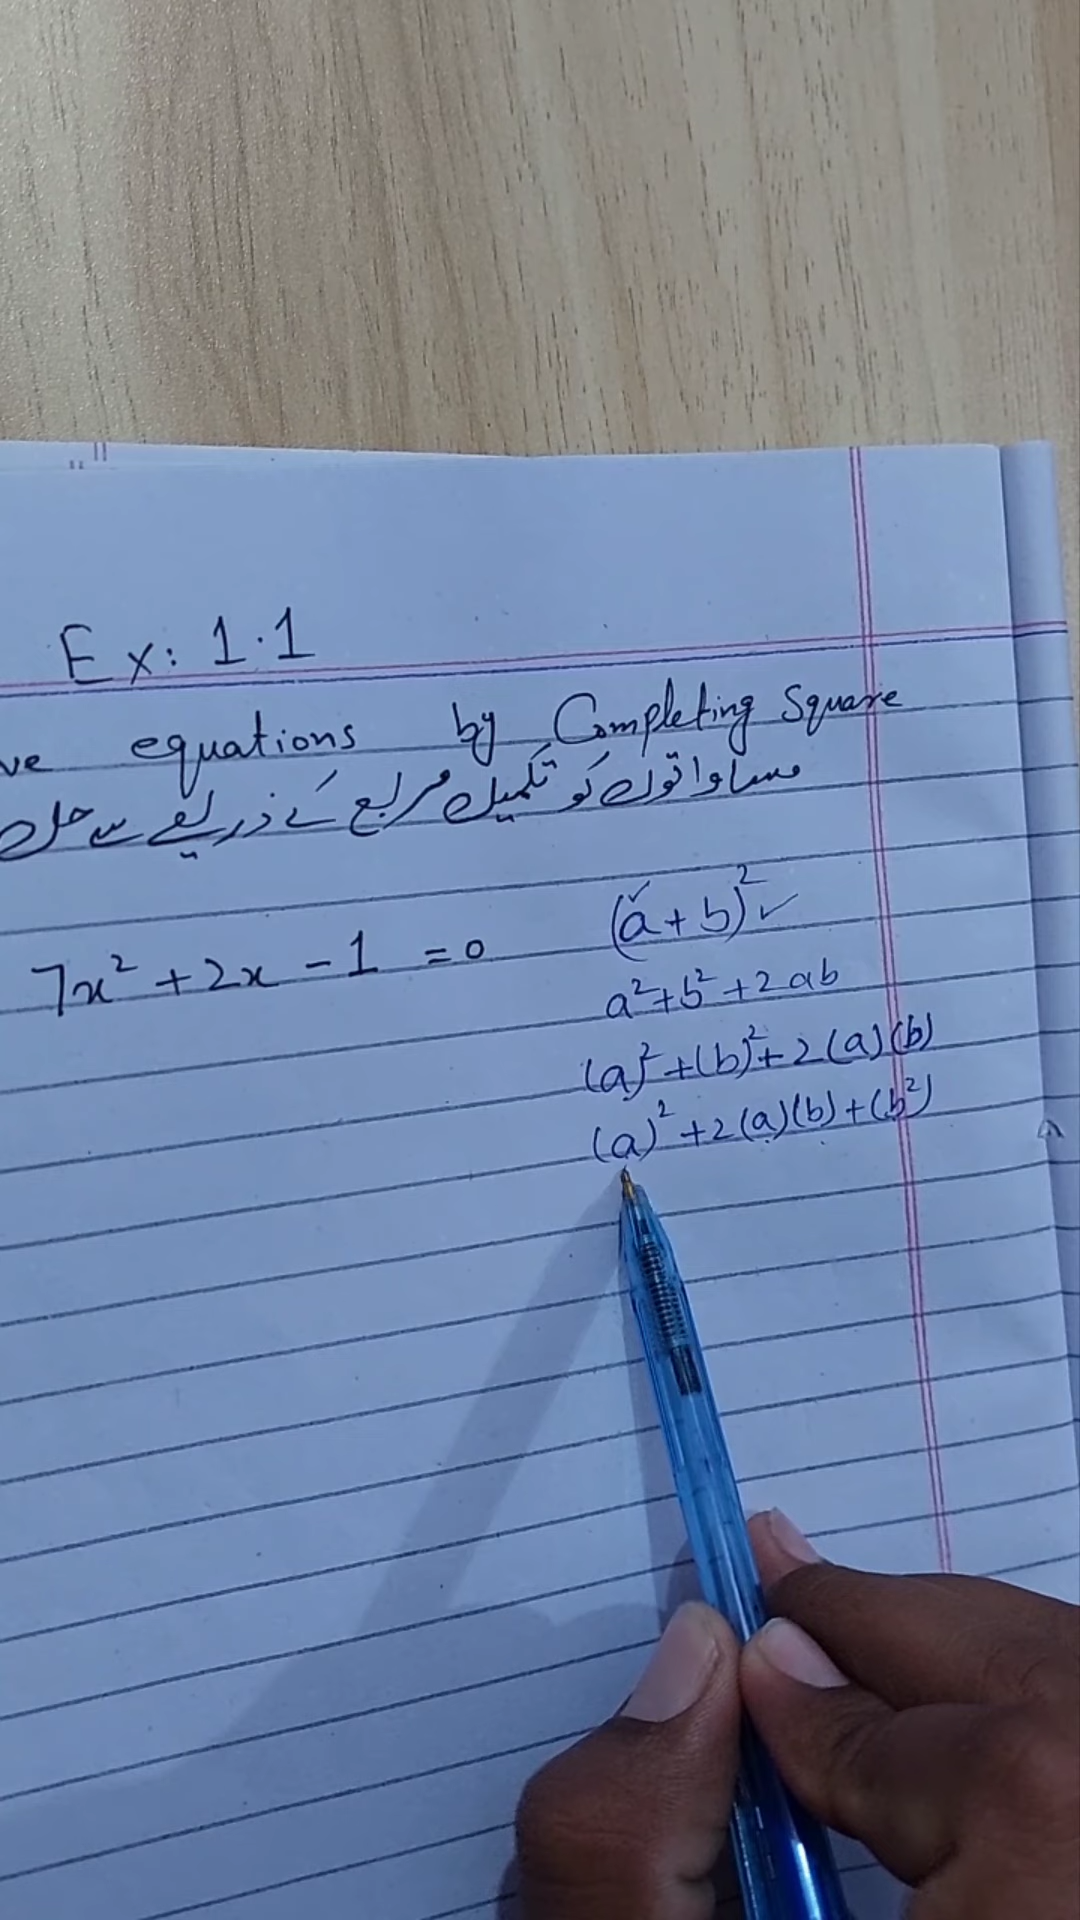 Ex: 1.1
ve equations by Completing Square
مساواتوں کو تکمیل مربع کے ذریعے سے حل
7x² + 2x - 1 = 0
(a + b)² ✓
a² + b² + 2ab
(a)² + (b)² + 2(a)(b)
(a)² + 2(a)(b) + (b²)